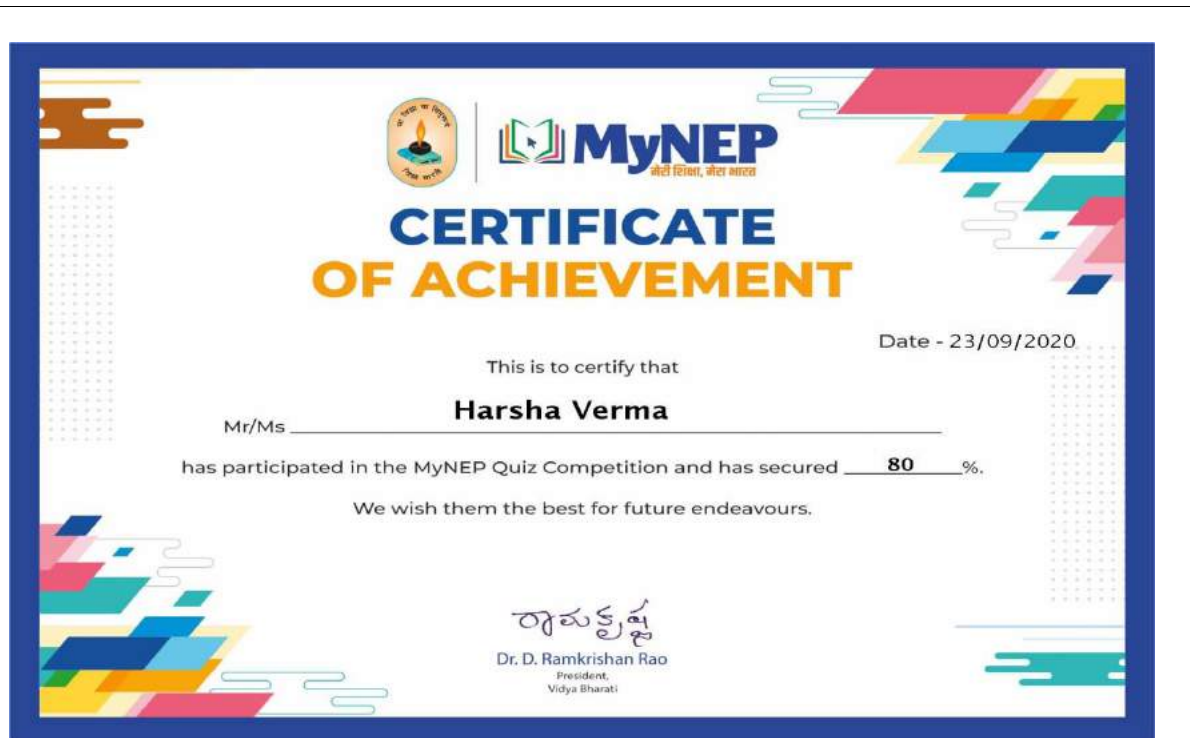 MyNEP
मेरी शिक्षा, मेरा भारत
CERTIFICATE
OF ACHIEVEMENT
Date - 23/09/2020
This is to certify that
Mr/Ms Harsha Verma
has participated in the MyNEP Quiz Competition and has secured 80 %.
We wish them the best for future endeavours.
రామకృష్ణ
Dr. D. Ramkrishan Rao
President,
Vidya Bharati